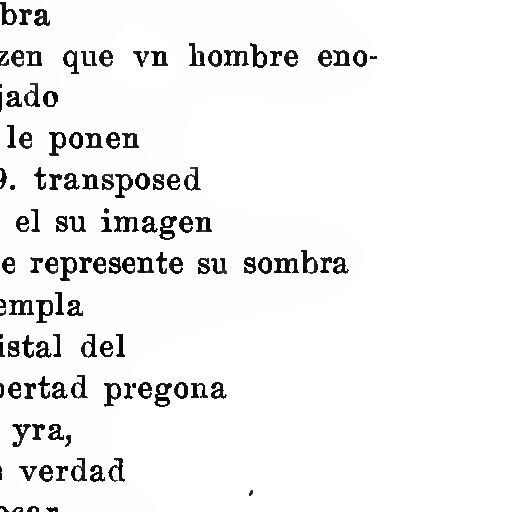 bra
zen que vn hombre eno-
jado
le ponen
9. transposed
el su imagen
e represente su sombra
empla
istal del
bertad pregona
yra,
verdad